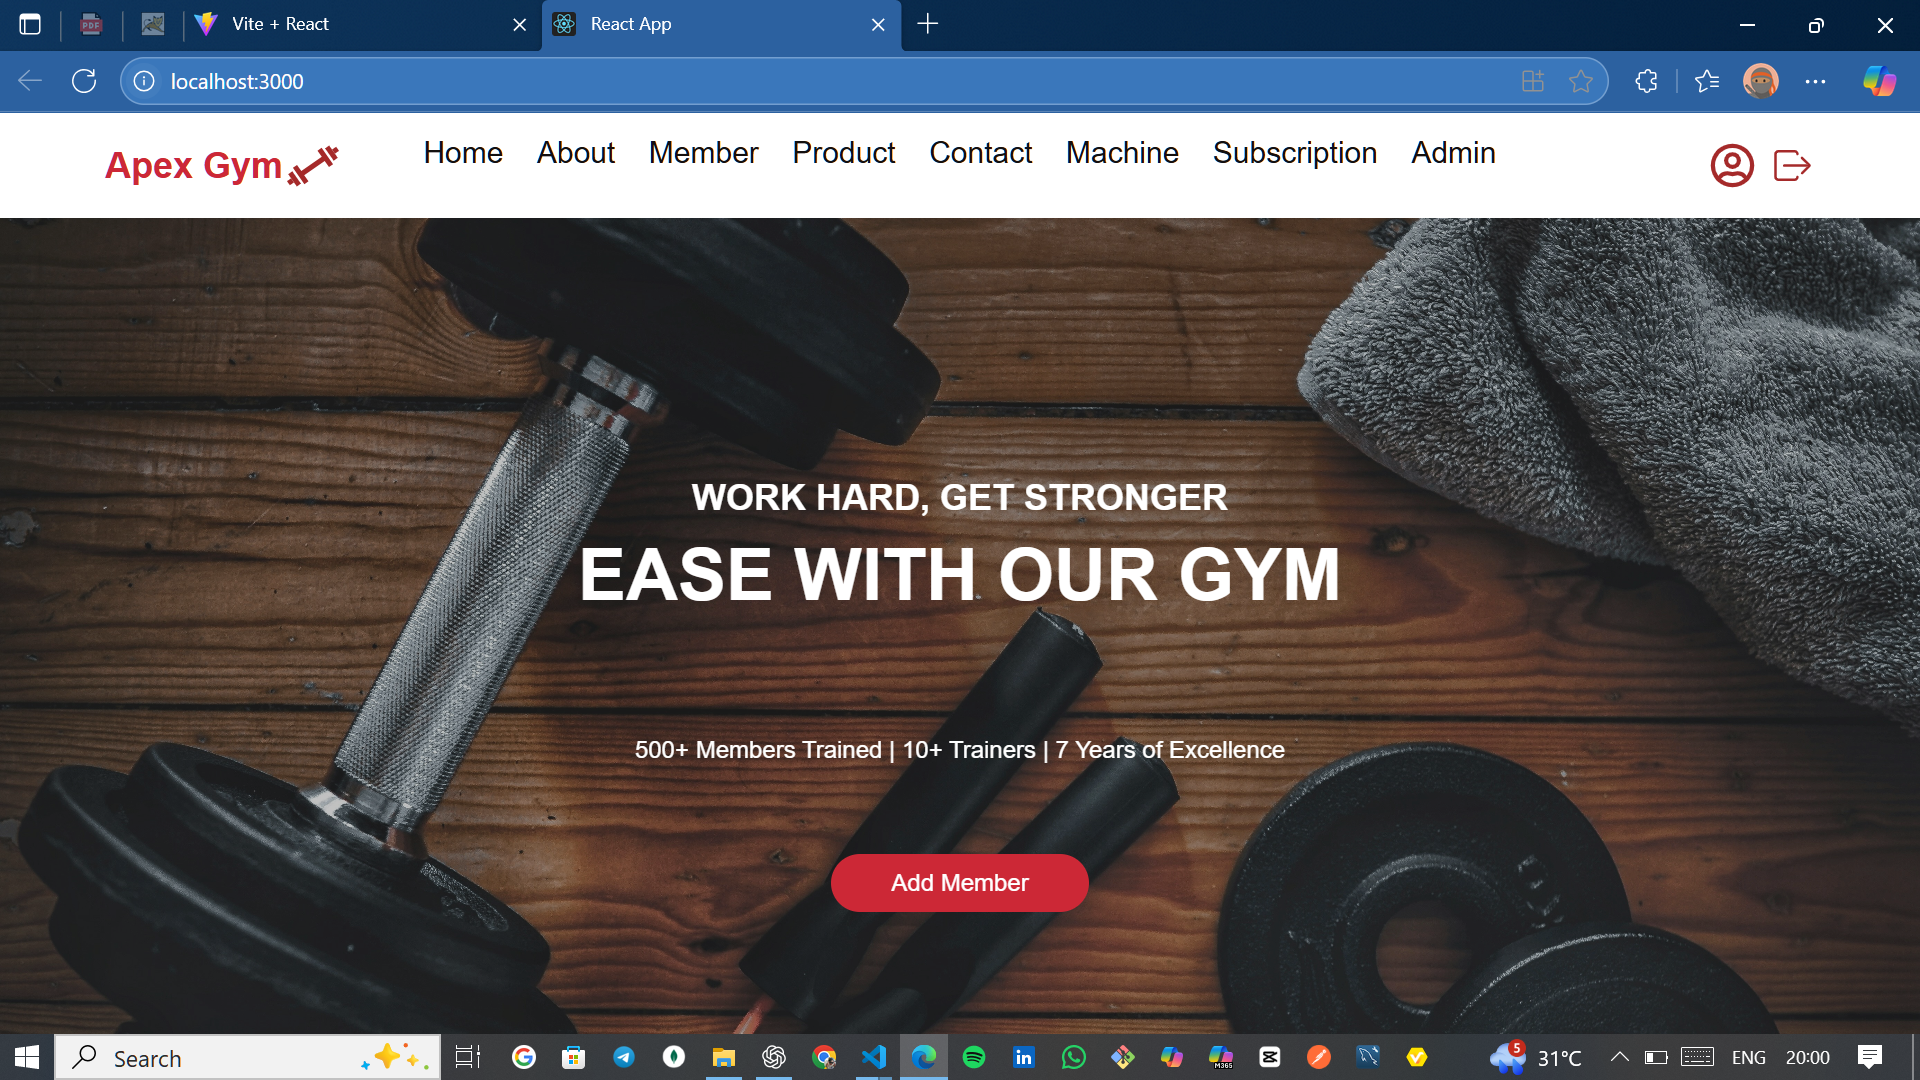 Vite + React
React App
localhost:3000
Apex Gym
Home About Member Product Contact Machine Subscription Admin
WORK HARD, GET STRONGER
EASE WITH OUR GYM
500+ Members Trained | 10+ Trainers | 7 Years of Excellence
Add Member
Search
5
31°C
ENG
20:00
PDF
M365